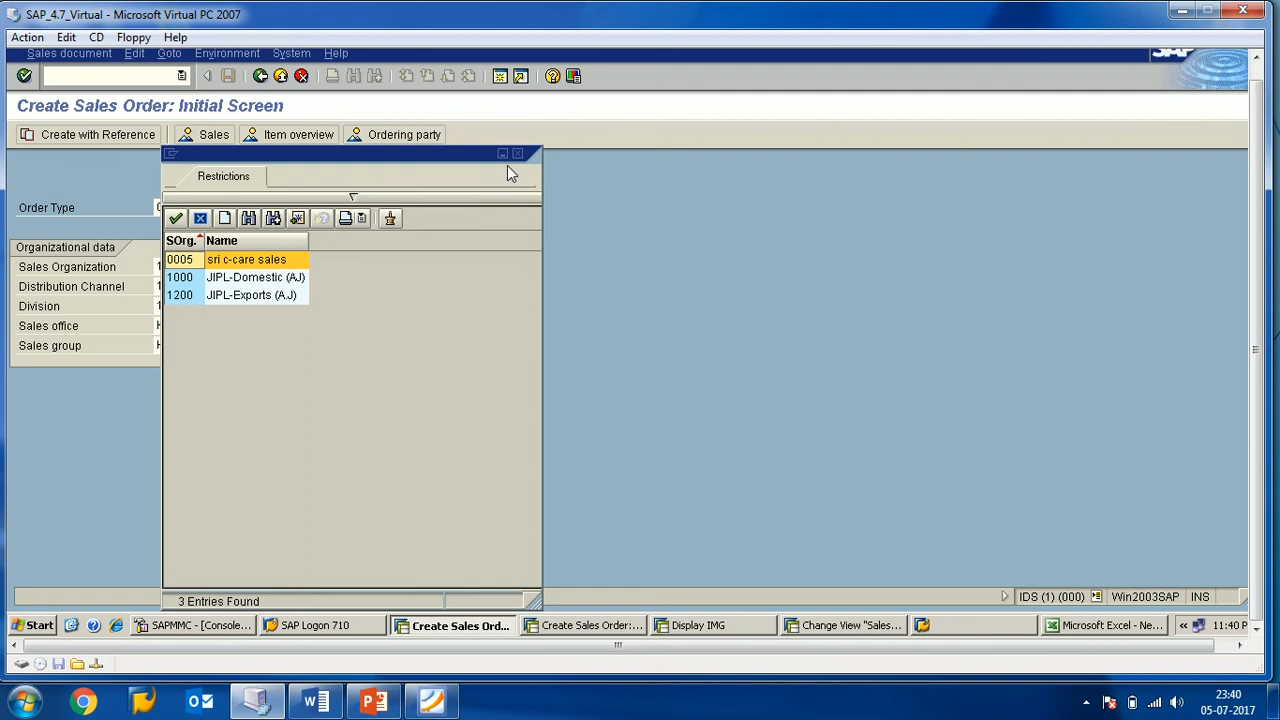 SAP_4.7_Virtual - Microsoft Virtual PC 2007
Action Edit CD Floppy Help
Sales document Edit Goto Environment System Help
SAP
Create Sales Order: Initial Screen
Create with Reference Sales Item overview Ordering party
Restrictions
Order Type
Organizational data
Sales Organization 1
Distribution Channel 1
Division 1
Sales office H
Sales group H
SOrg. Name
0005 sri c-care sales
1000 JIPL-Domestic (AJ)
1200 JIPL-Exports (AJ)
3 Entries Found
IDS (1) (000) Win2003SAP INS
Start SAPMMC - [Console... SAP Logon 710 Create Sales Ord... Create Sales Order:... Display IMG Change View "Sales... Microsoft Excel - Ne... 11:40 P
23:40
05-07-2017